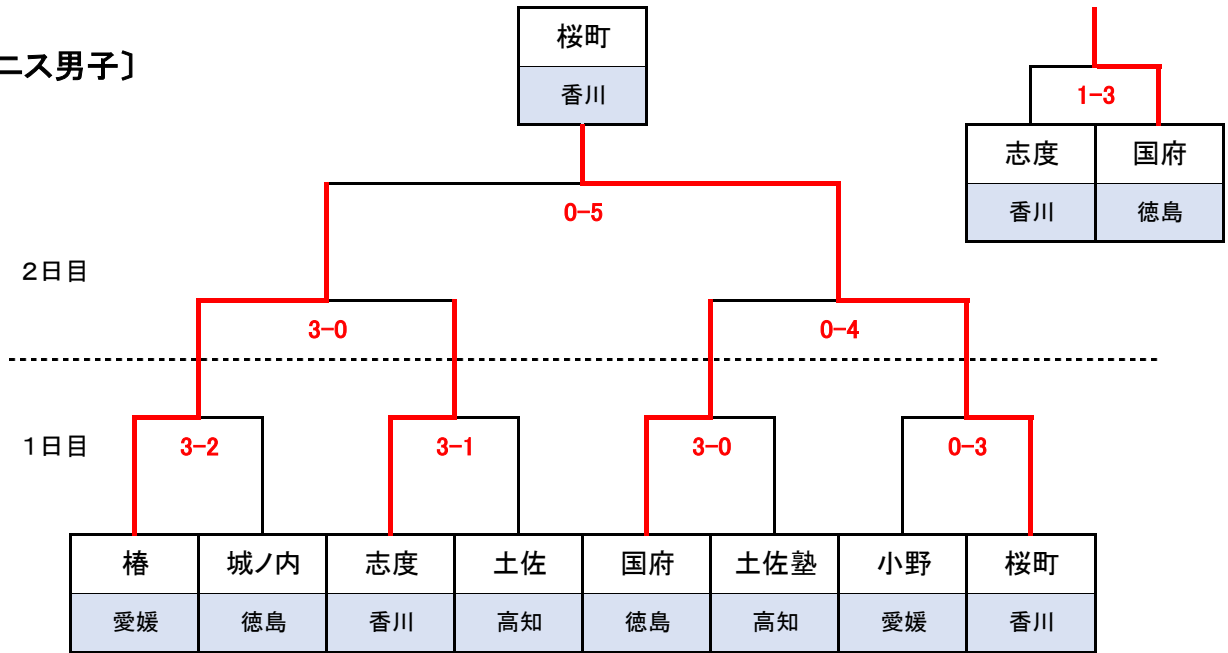 ニス男子〕
桜町
香川
1-3
志度 国府
香川 徳島
0-5
2日目
3-0 0-4
1日目
3-2 3-1 3-0 0-3
椿 城ノ内 志度 土佐 国府 土佐塾 小野 桜町
愛媛 徳島 香川 高知 徳島 高知 愛媛 香川